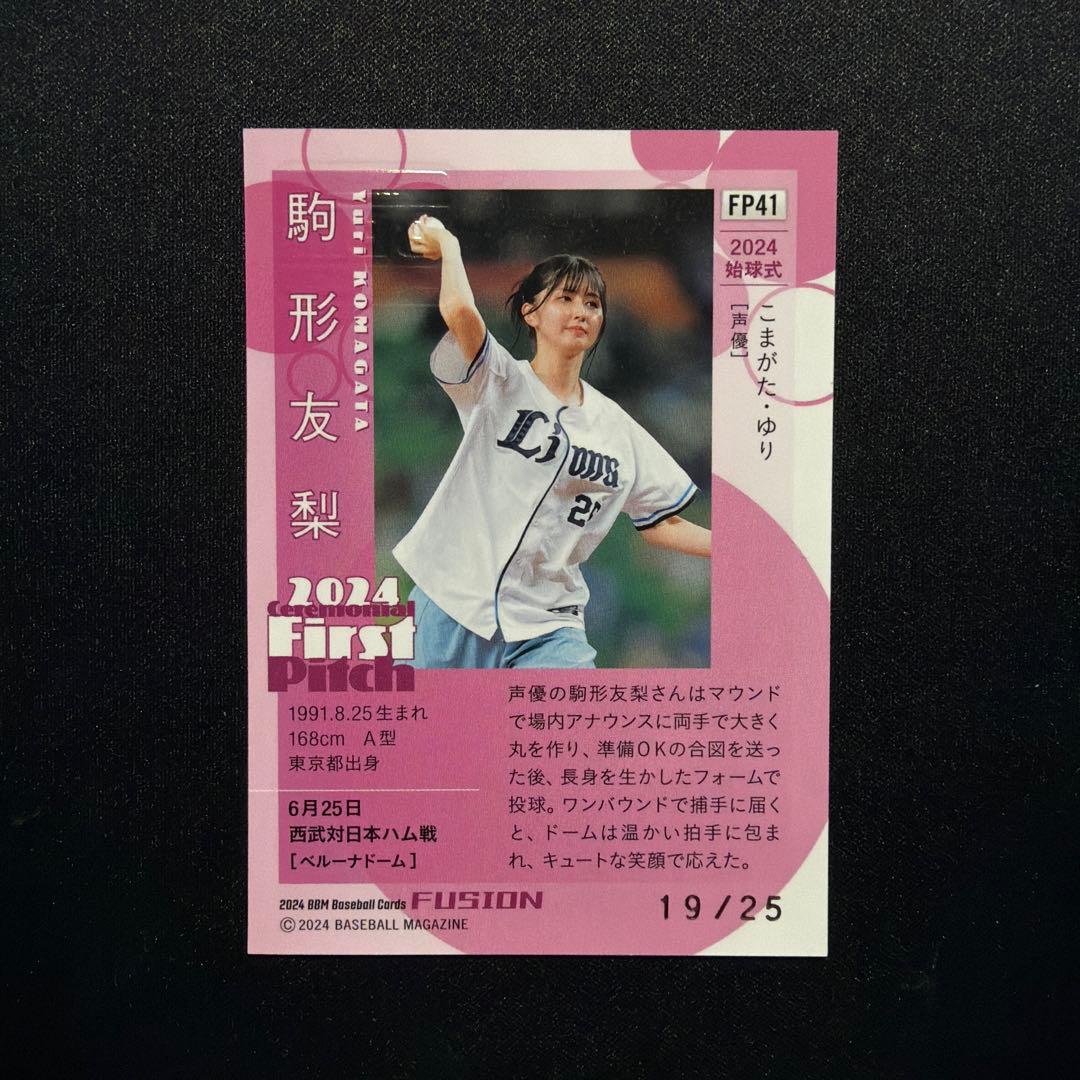 駒形友梨
Yuri KOMAGATA
FP41
2024
始球式
こまがた・ゆり
[声優]
Lions
2024
Ceremonial
First
Pitch
1991.8.25生まれ
168cm A型
東京都出身
6月25日
西武対日本ハム戦
[ベルーナドーム]
声優の駒形友梨さんはマウンド
で場内アナウンスに両手で大きく
丸を作り、準備OKの合図を送っ
た後、長身を生かしたフォームで
投球。ワンバウンドで捕手に届く
と、ドームは温かい拍手に包ま
れ、キュートな笑顔で応えた。
2024 BBM Baseball Cards FUSION
©2024 BASEBALL MAGAZINE
19/25